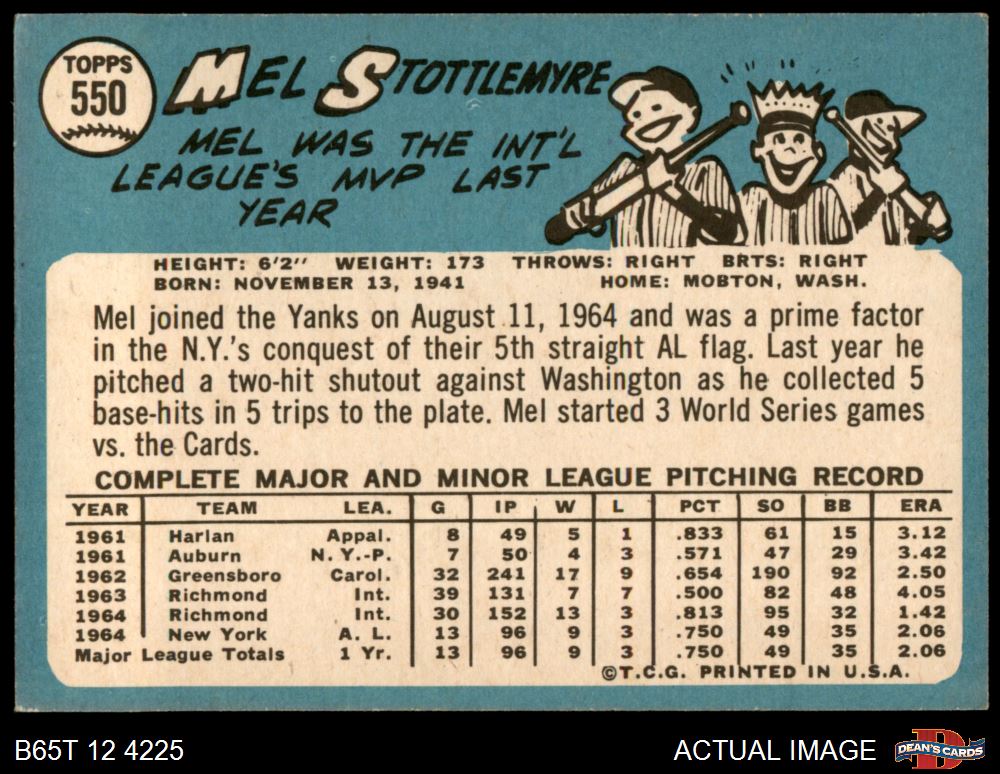 TOPPS
550
MEL STOTTLEMYRE
MEL WAS THE INT'L
LEAGUE'S MVP LAST
YEAR
HEIGHT: 6'2" WEIGHT: 173 THROWS: RIGHT BRTS: RIGHT
BORN: NOVEMBER 13, 1941 HOME: MOBTON, WASH.
Mel joined the Yanks on August 11, 1964 and was a prime factor
in the N.Y.'s conquest of their 5th straight AL flag. Last year he
pitched a two-hit shutout against Washington as he collected 5
base-hits in 5 trips to the plate. Mel started 3 World Series games
vs. the Cards.
COMPLETE MAJOR AND MINOR LEAGUE PITCHING RECORD
YEAR TEAM LEA. G IP W L PCT SO BB ERA
1961 Harlan Appal. 8 49 5 1 .833 61 15 3.12
1961 Auburn N.Y.-P. 7 50 4 3 .571 47 29 3.42
1962 Greensboro Carol. 32 241 17 9 .654 190 92 2.50
1963 Richmond Int. 39 131 7 7 .500 82 48 4.05
1964 Richmond Int. 30 152 13 3 .813 95 32 1.42
1964 New York A. L. 13 96 9 3 .750 49 35 2.06
Major League Totals 1 Yr. 13 96 9 3 .750 49 35 2.06
©T.C.G. PRINTED IN U.S.A.
B65T 12 4225 ACTUAL IMAGE DEAN'S CARDS